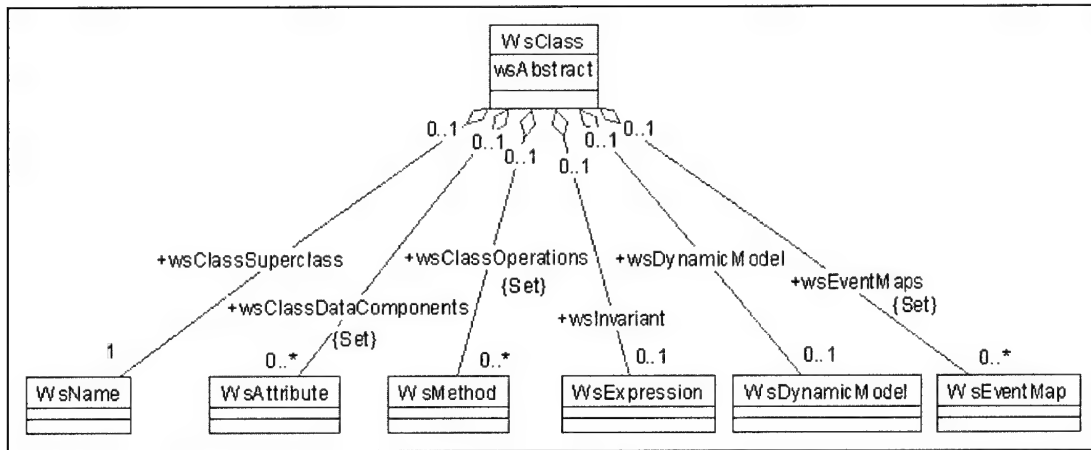 WsClass
wsAbstract
0..1
0..1
0..1
0..1
0..1
0..1
+wsClassSuperclass
+wsClassOperations
{Set}
+wsDynamicModel
+wsEventMaps
{Set}
+wsClassDataComponents
{Set}
+wsInvariant
1
0..*
0..*
0..1
0..1
0..*
WsName
WsAttribute
WsMethod
WsExpression
WsDynamicModel
WsEventMap